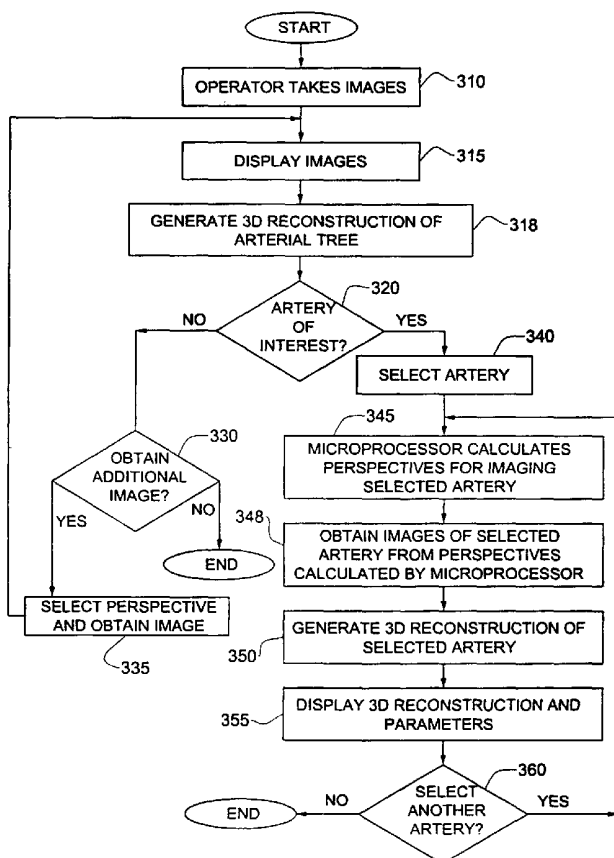 START
OPERATOR TAKES IMAGES
310
DISPLAY IMAGES
315
GENERATE 3D RECONSTRUCTION OF
ARTERIAL TREE
318
320
ARTERY
OF
INTEREST?
NO
YES
340
SELECT ARTERY
330
OBTAIN
ADDITIONAL
IMAGE?
YES
NO
END
SELECT PERSPECTIVE
AND OBTAIN IMAGE
335
345
MICROPROCESSOR CALCULATES
PERSPECTIVES FOR IMAGING
SELECTED ARTERY
348
OBTAIN IMAGES OF SELECTED
ARTERY FROM PERSPECTIVES
CALCULATED BY MICROPROCESSOR
GENERATE 3D RECONSTRUCTION OF
SELECTED ARTERY
350
DISPLAY 3D RECONSTRUCTION AND
PARAMETERS
355
360
SELECT
ANOTHER
ARTERY?
NO
YES
END